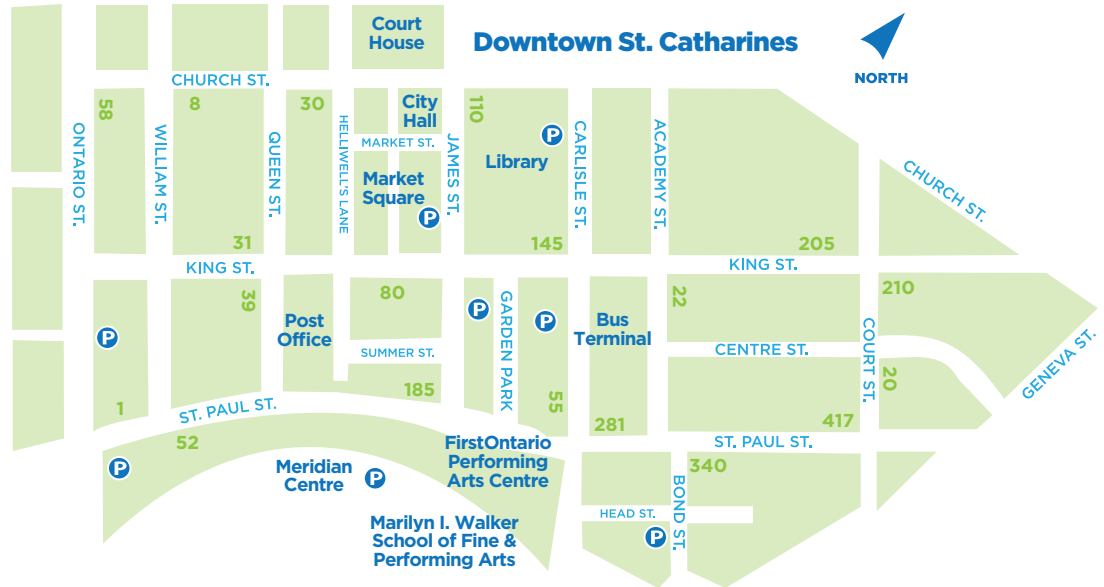 Court
House
Downtown St. Catharines
NORTH
CHURCH ST.
58
8
30
City
Hall
110
P
ONTARIO ST.
WILLIAM ST.
QUEEN ST.
HELLIWELL'S LANE
MARKET ST.
JAMES ST.
Library
CARLISLE ST.
ACADEMY ST.
CHURCH ST.
Market
Square
P
31
145
205
KING ST.
KING ST.
39
80
22
210
P
Post
Office
P
GARDEN PARK
P
Bus
Terminal
SUMMER ST.
CENTRE ST.
COURT ST.
GENEVA ST.
185
20
1
ST. PAUL ST.
55
281
417
52
ST. PAUL ST.
P
Meridian
Centre
P
FirstOntario
Performing
Arts Centre
340
BOND ST.
HEAD ST.
P
Marilyn I. Walker
School of Fine &
Performing Arts